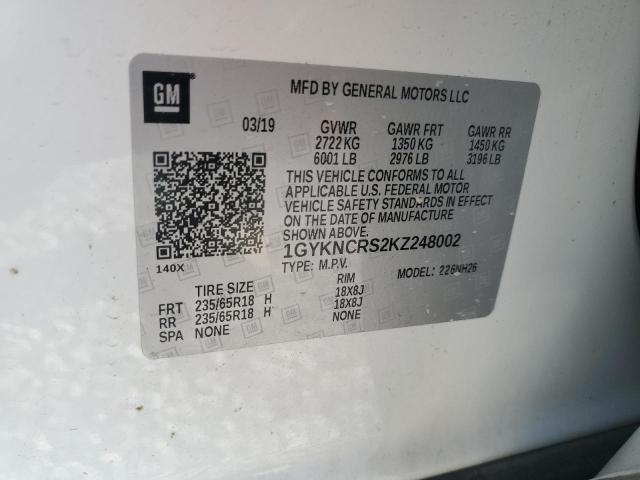 GM
MFD BY GENERAL MOTORS LLC
03/19 GVWR GAWR FRT GAWR RR
2722 KG 1350 KG 1450 KG
6001 LB 2976 LB 3196 LB
THIS VEHICLE CONFORMS TO ALL
APPLICABLE U.S. FEDERAL MOTOR
VEHICLE SAFETY STANDARDS IN EFFECT
ON THE DATE OF MANUFACTURE
SHOWN ABOVE.
1GYKNCRS2KZ248002
140X TYPE: M.P.V. MODEL: 226NH26
TIRE SIZE RIM
FRT 235/65R18 H 18X8J
RR 235/65R18 H 18X8J
SPA NONE NONE